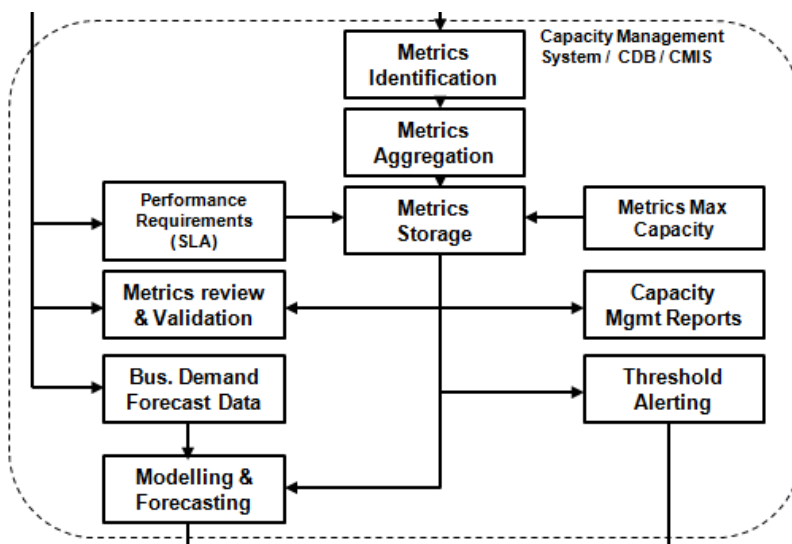 Metrics
Identification
Capacity Management
System / CDB / CMIS
Metrics
Aggregation
Performance
Requirements
(SLA)
Metrics
Storage
Metrics Max
Capacity
Metrics review
& Validation
Capacity
Mgmt Reports
Bus. Demand
Forecast Data
Threshold
Alerting
Modelling &
Forecasting